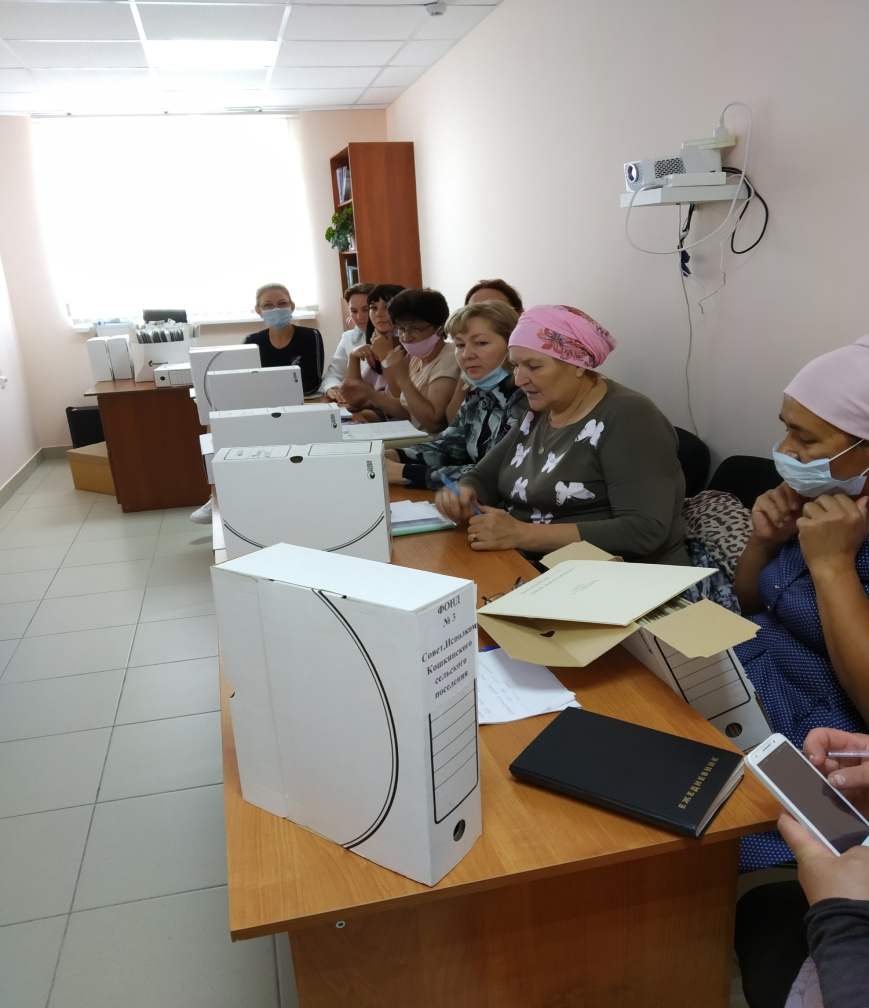 ФОНД
№ 3
Совет,Исполком
Кошкинского
сельского
поселения
ЕЖЕДНЕВНИК